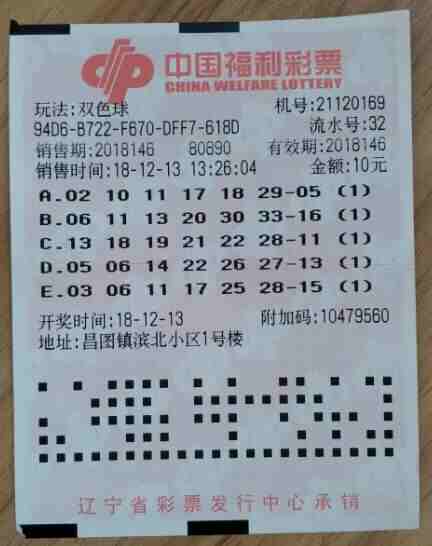 中国福利彩票
CHINA WELFARE LOTTERY
玩法:双色球 机号:21120169
94D6-B722-F670-DFF7-618D 流水号:32
销售期:2018146 80890 有效期:2018146
销售时间:18-12-13 13:26:04 金额:10元
A.02 10 11 17 18 29-05 (1)
B.06 11 13 20 30 33-16 (1)
C.13 18 19 21 22 28-11 (1)
D.05 06 14 22 26 27-13 (1)
E.03 06 11 17 25 28-15 (1)
开奖时间:18-12-13 附加码:10479560
地址:昌图镇滨北小区1号楼
辽宁省彩票发行中心承销